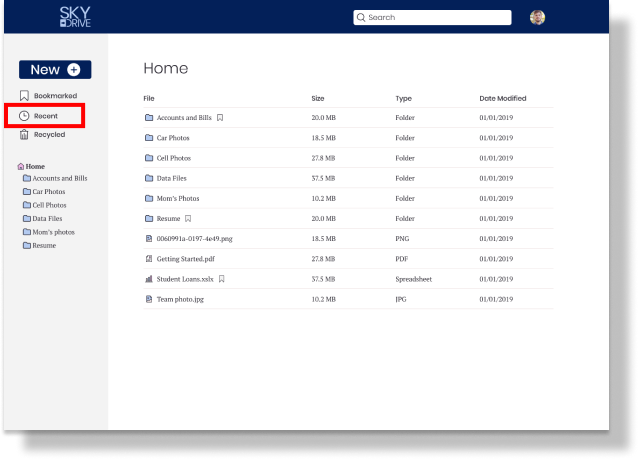 SKY
DRIVE
Search
New
Home
Bookmarked
Recent
Recycled
Home
Accounts and Bills
Car Photos
Cell Photos
Data Files
Mom's photos
Resume
File Size Type Date Modified
Accounts and Bills 20.0 MB Folder 01/01/2019
Car Photos 18.5 MB Folder 01/01/2019
Cell Photos 27.8 MB Folder 01/01/2019
Data Files 37.5 MB Folder 01/01/2019
Mom's Photos 10.2 MB Folder 01/01/2019
Resume 20.0 MB Folder 01/01/2019
0060991a-0197-4e49.png 18.5 MB PNG 01/01/2019
Getting Started.pdf 27.8 MB PDF 01/01/2019
Student Loans.xslx 37.5 MB Spreadsheet 01/01/2019
Team photo.jpg 10.2 MB JPG 01/01/2019